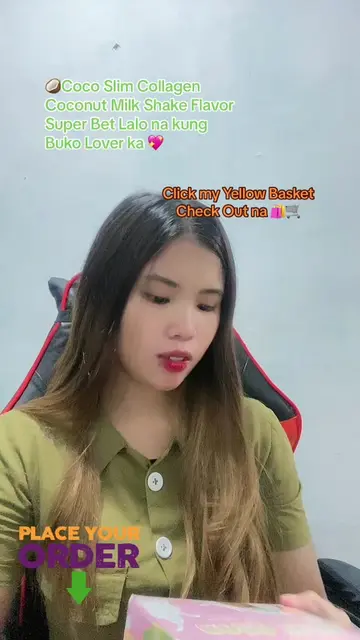 🥥Coco Slim Collagen
Coconut Milk Shake Flavor
Super Bet Lalo na kung
Buko Lover ka 💖
Click my Yellow Basket
Check Out na 🛍️🛒
PLACE YOUR
ORDER